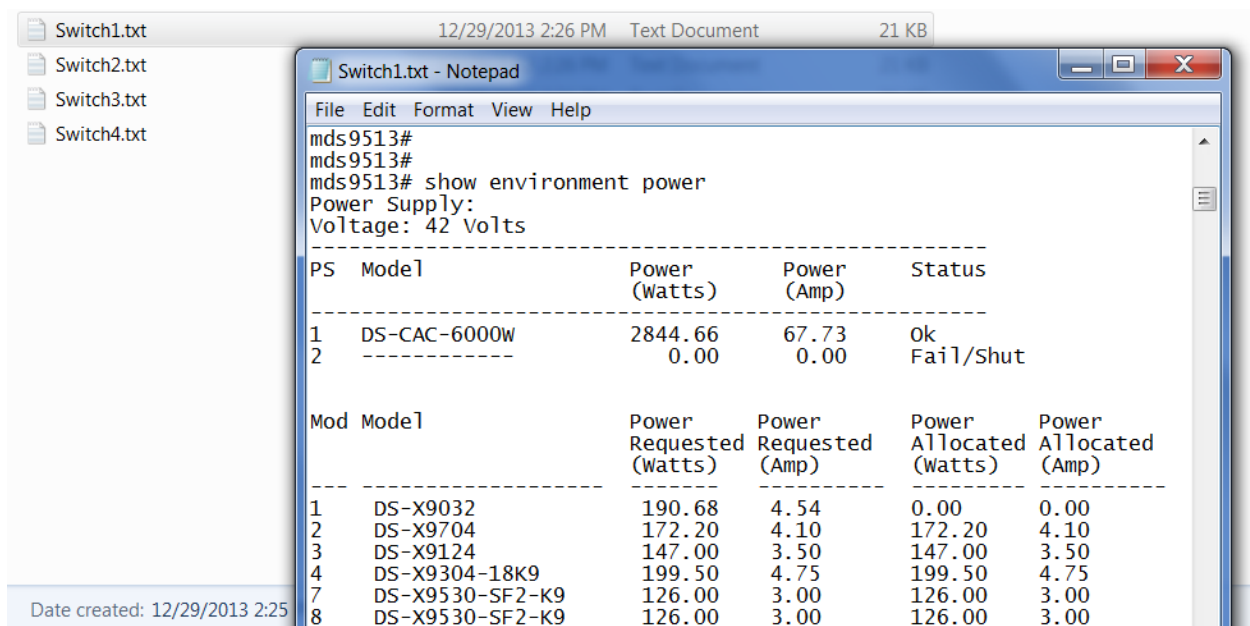 Switch1.txt 12/29/2013 2:26 PM Text Document 21 KB
Switch2.txt
Switch3.txt
Switch4.txt
Date created: 12/29/2013 2:25
Switch1.txt - Notepad
File Edit Format View Help
mds9513#
mds9513#
mds9513# show environment power
Power Supply:
Voltage: 42 Volts
-----------------------------------------------------
PS  Model                Power       Power     Status
                         (Watts)     (Amp)
-----------------------------------------------------
1   DS-CAC-6000W         2844.66     67.73     Ok
2   ------------            0.00      0.00     Fail/Shut
Mod Model                Power     Power       Power     Power
                         Requested Requested   Allocated Allocated
                         (Watts)   (Amp)       (Watts)   (Amp)
--- -------------------  -------   ----------  --------- ----------
1    DS-X9032             190.68    4.54       0.00      0.00
2    DS-X9704             172.20    4.10       172.20    4.10
3    DS-X9124             147.00    3.50       147.00    3.50
4    DS-X9304-18K9        199.50    4.75       199.50    4.75
7    DS-X9530-SF2-K9      126.00    3.00       126.00    3.00
8    DS-X9530-SF2-K9      126.00    3.00       126.00    3.00